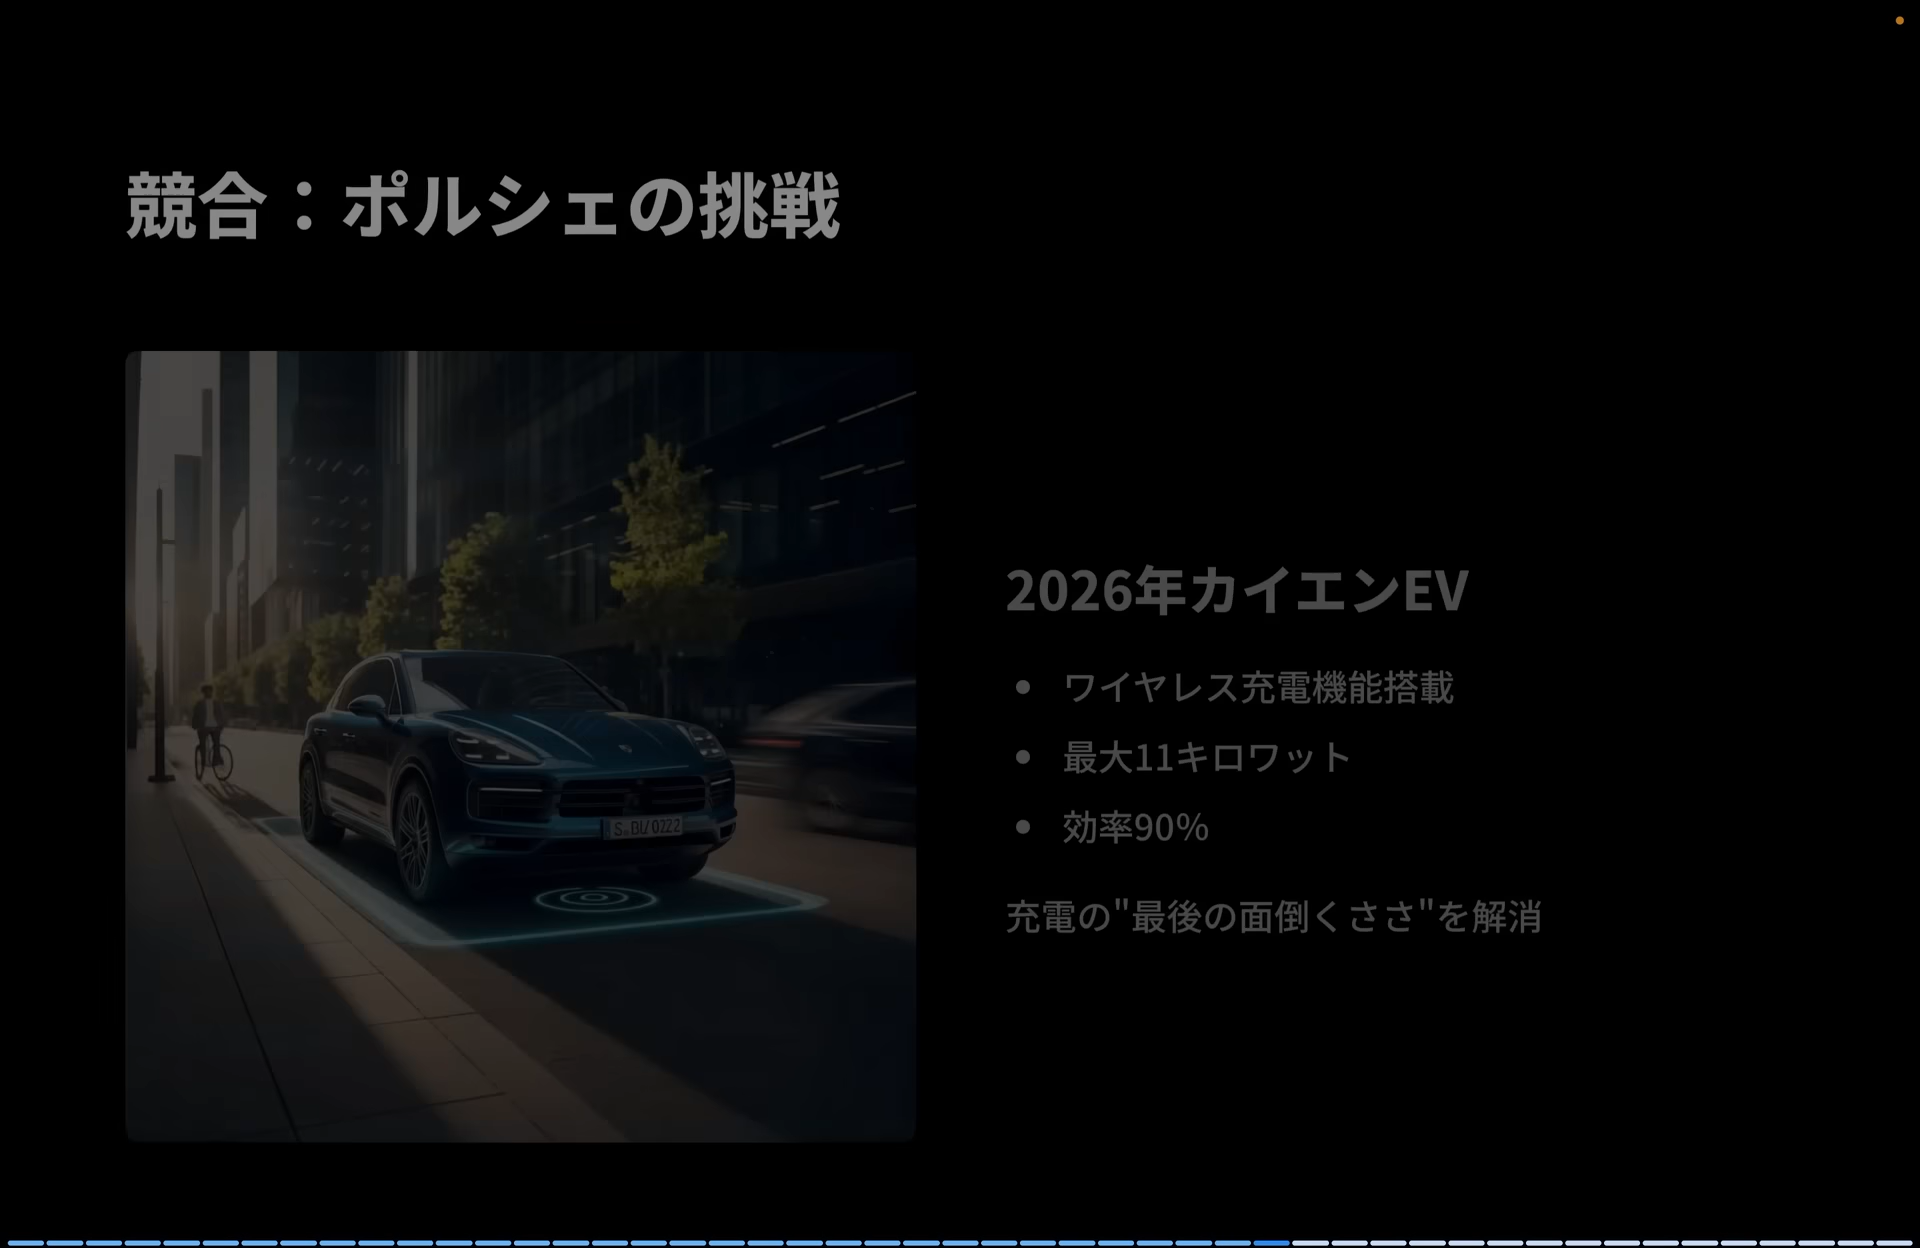 競合：ポルシェの挑戦
2026年カイエンEV
• ワイヤレス充電機能搭載
• 最大11キロワット
• 効率90%
充電の"最後の面倒くささ"を解消